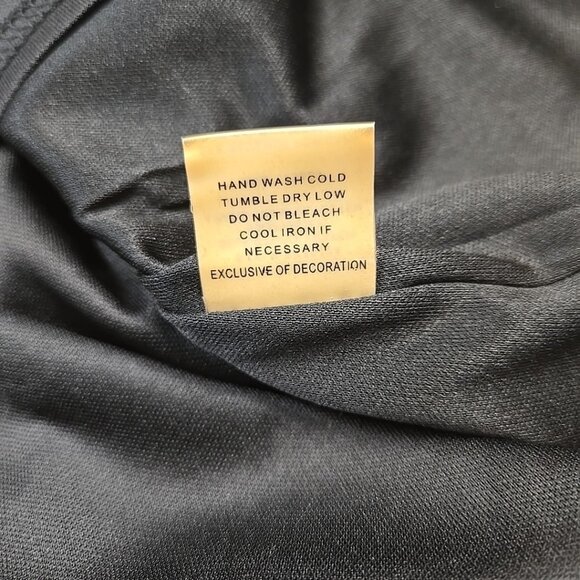 HAND WASH COLD
TUMBLE DRY LOW
DO NOT BLEACH
COOL IRON IF
NECESSARY
EXCLUSIVE OF DECORATION